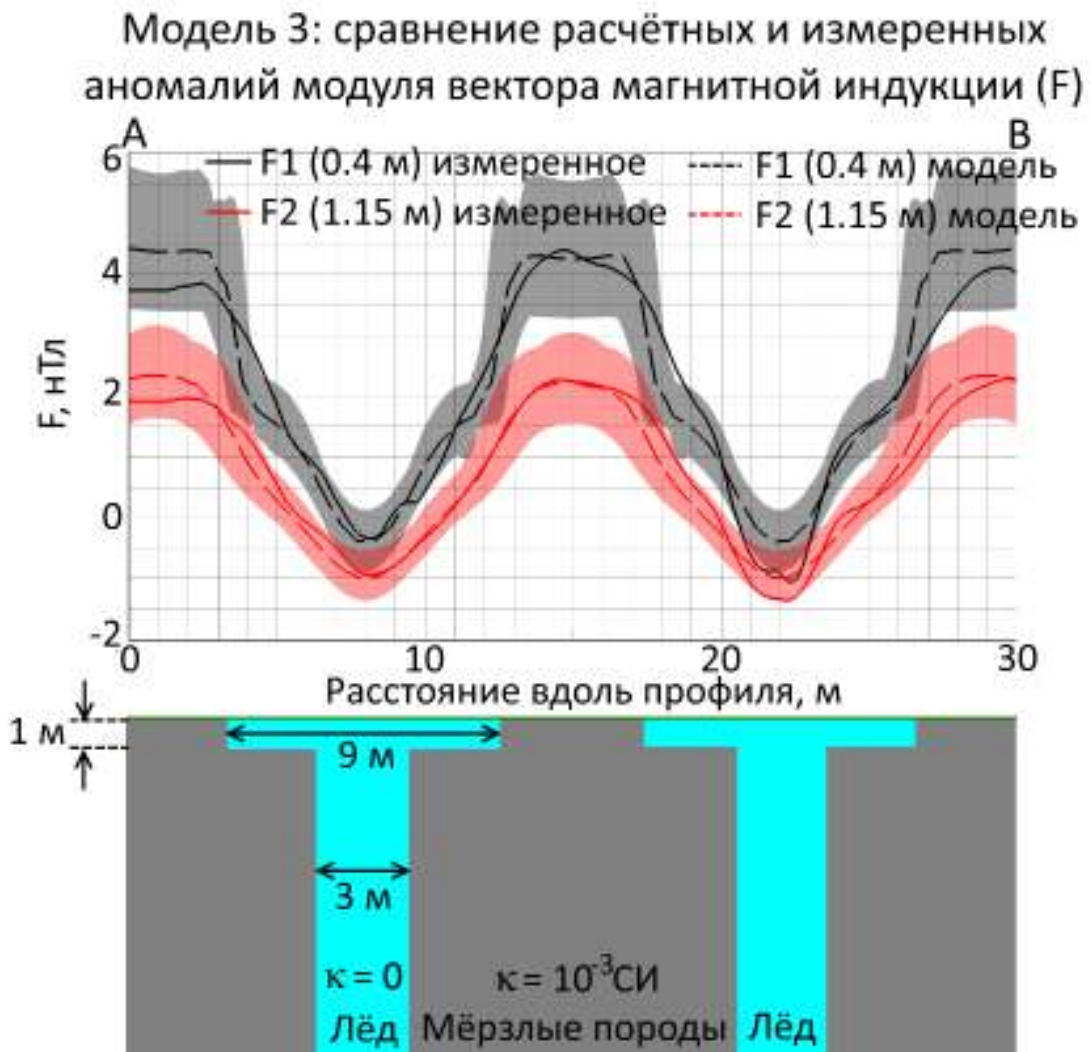 Модель 3: сравнение расчётных и измеренных
аномалий модуля вектора магнитной индукции (F)
A B
F1 (0.4 м) измеренное F1 (0.4 м) модель
F2 (1.15 м) измеренное F2 (1.15 м) модель
6
4
2
0
-2
F, нТл
0 10 20 30
Расстояние вдоль профиля, м
1 м
9 м
3 м
κ = 0 κ = 10⁻³СИ
Лёд Мёрзлые породы Лёд